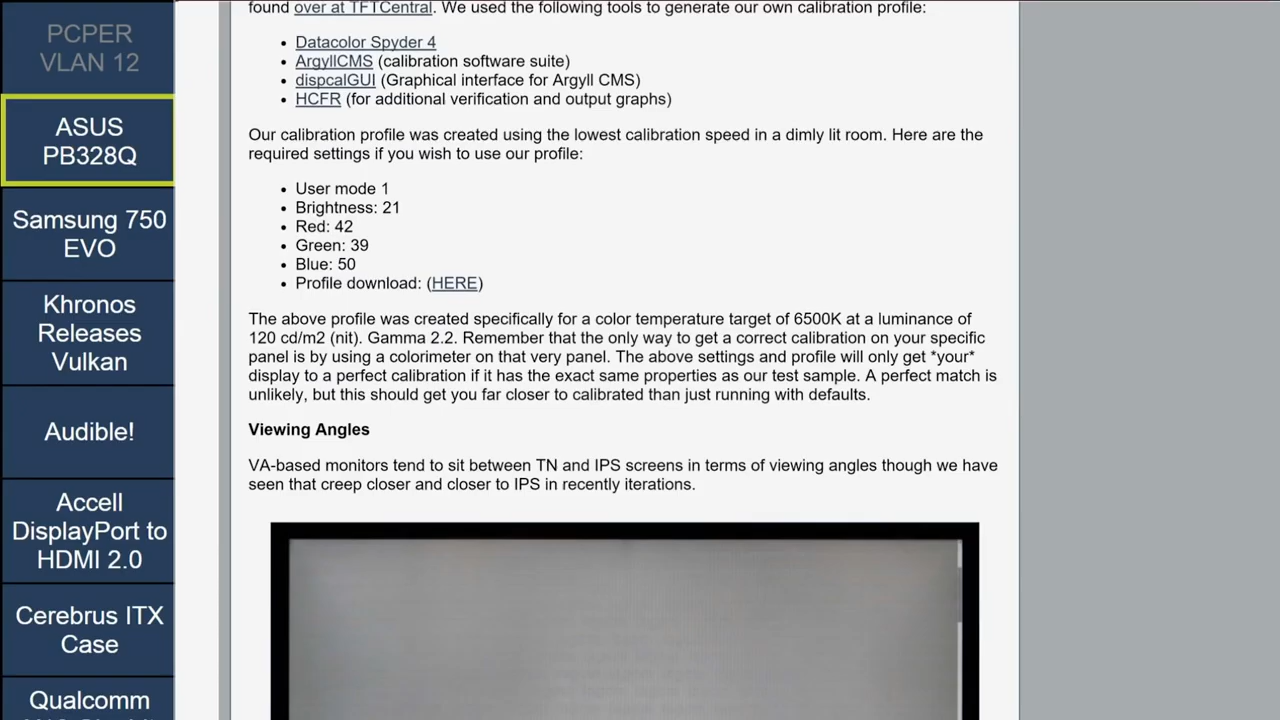 PCPER
VLAN 12
ASUS
PB328Q
Samsung 750
EVO
Khronos
Releases
Vulkan
Audible!
Accell
DisplayPort to
HDMI 2.0
Cerebrus ITX
Case
Qualcomm
found over at TFTCentral. We used the following tools to generate our own calibration profile:
• Datacolor Spyder 4
• ArgyllCMS (calibration software suite)
• dispcalGUI (Graphical interface for Argyll CMS)
• HCFR (for additional verification and output graphs)
Our calibration profile was created using the lowest calibration speed in a dimly lit room. Here are the
required settings if you wish to use our profile:
• User mode 1
• Brightness: 21
• Red: 42
• Green: 39
• Blue: 50
• Profile download: (HERE)
The above profile was created specifically for a color temperature target of 6500K at a luminance of
120 cd/m2 (nit). Gamma 2.2. Remember that the only way to get a correct calibration on your specific
panel is by using a colorimeter on that very panel. The above settings and profile will only get *your*
display to a perfect calibration if it has the exact same properties as our test sample. A perfect match is
unlikely, but this should get you far closer to calibrated than just running with defaults.
Viewing Angles
VA-based monitors tend to sit between TN and IPS screens in terms of viewing angles though we have
seen that creep closer and closer to IPS in recently iterations.